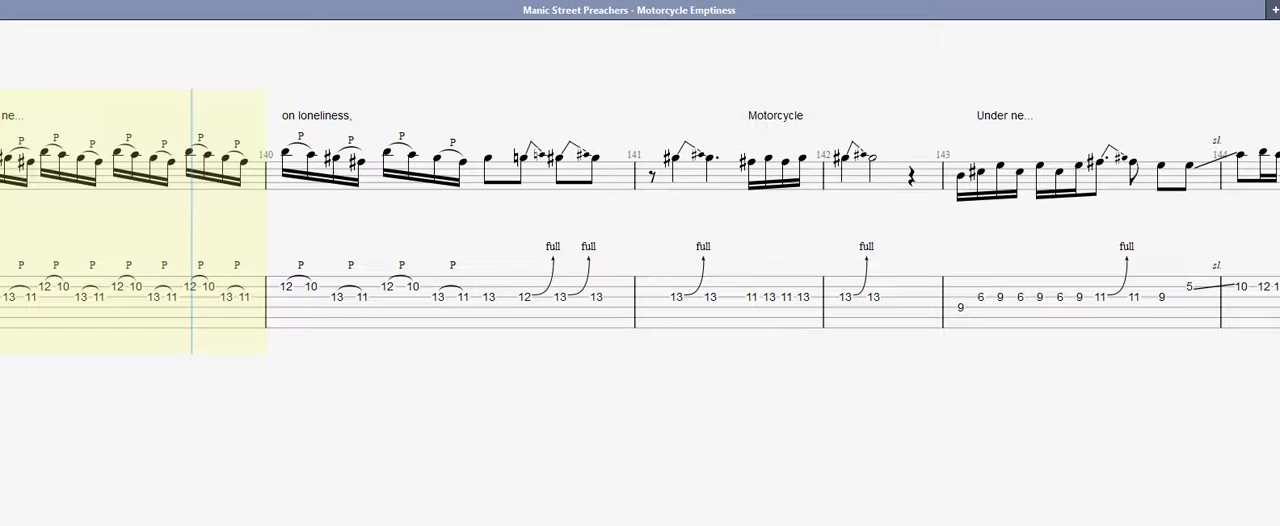 Manic Street Preachers - Motorcycle Emptiness
+
ne... on loneliness, Motorcycle Under ne...
P P P P P P P P P P P sl.
140 141 142 143 144
full full full full full
P P P P P P P P P P P sl.
12 10 12 10 12 10 12 10 12 10 5 10 12 1
13 11 13 11 13 11 13 11 13 11 13 11 13 12 13 13 13 13 11 13 11 13 13 13 6 9 6 9 6 9 11 11 9
9